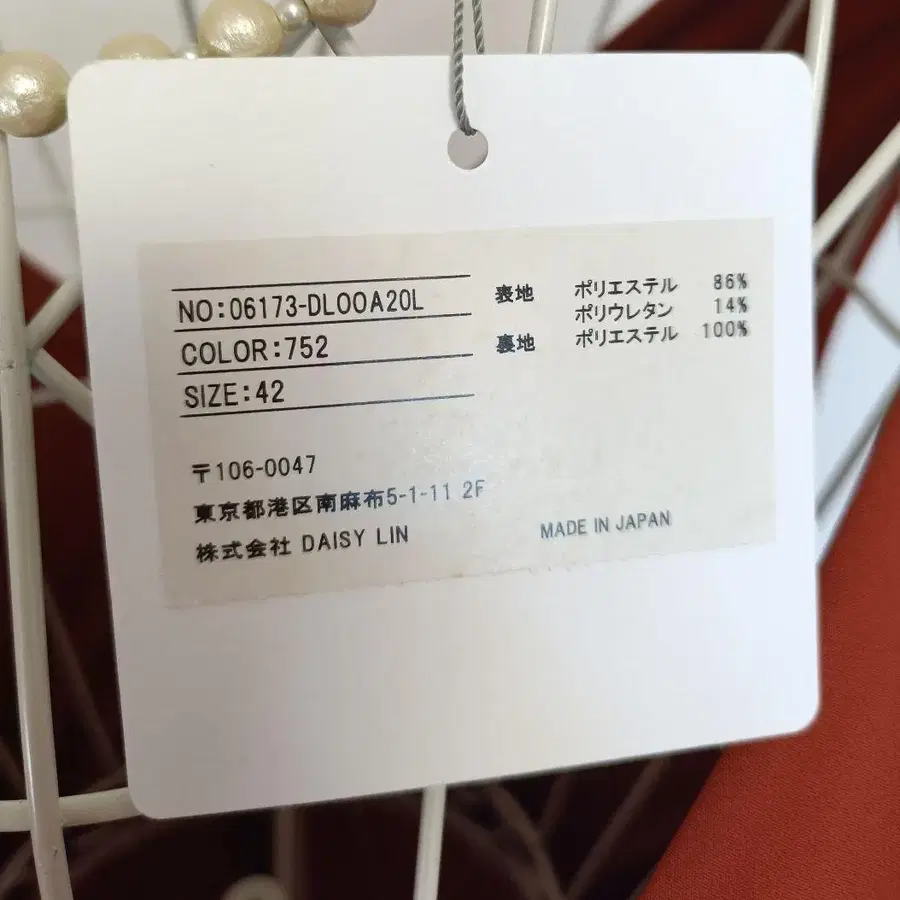 NO:06173-DL00A20L
COLOR:752
SIZE:42
表地 ポリエステル 86%
ポリウレタン 14%
裏地 ポリエステル 100%
〒106-0047
東京都港区南麻布5-1-11 2F
株式会社 DAISY LIN
MADE IN JAPAN